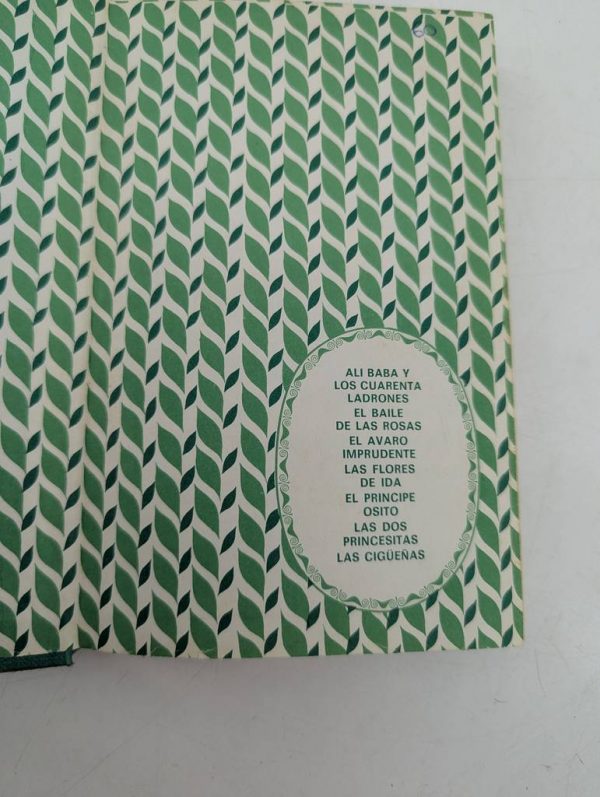 ALI BABA Y
LOS CUARENTA
LADRONES
EL BAILE
DE LAS ROSAS
EL AVARO
IMPRUDENTE
LAS FLORES
DE IDA
EL PRINCIPE
OSITO
LAS DOS
PRINCESITAS
LAS CIGÜEÑAS